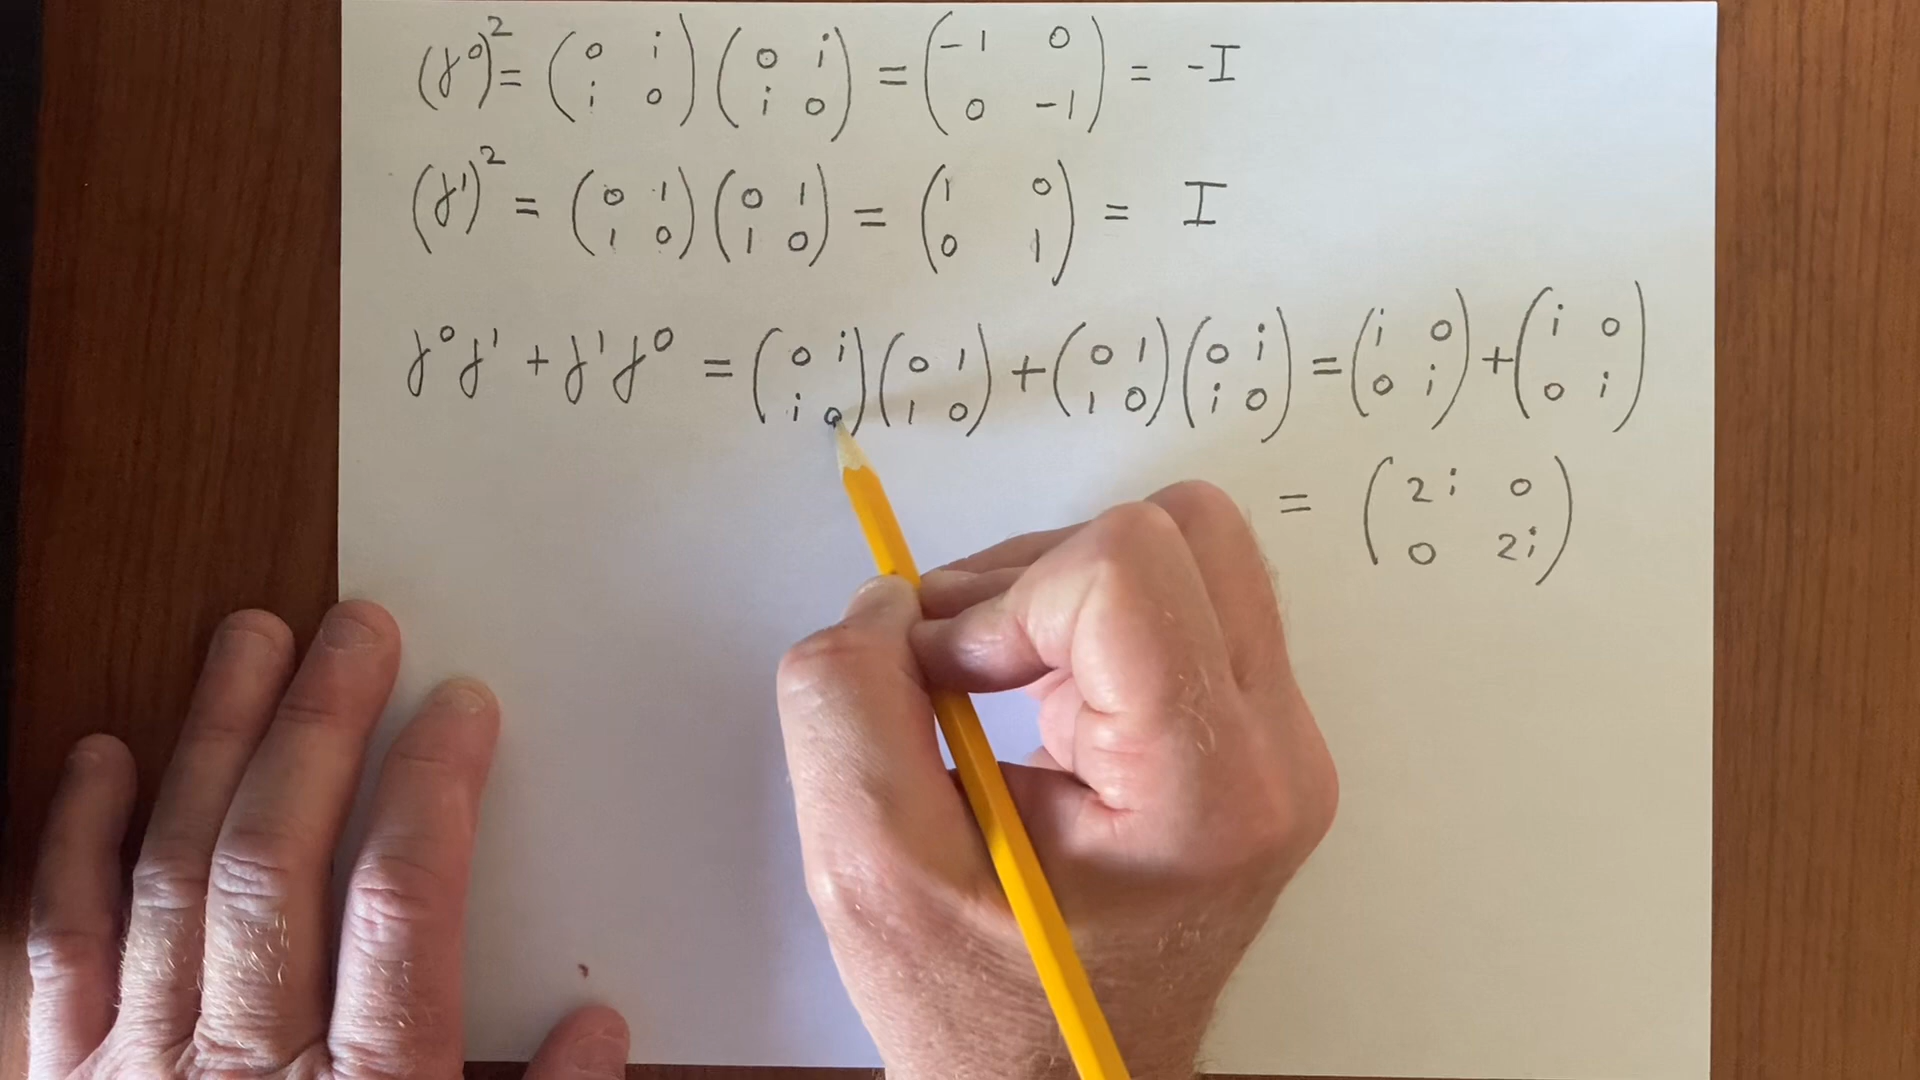 (γ⁰)² = (0 i; i 0) (0 i; i 0) = (-1 0; 0 -1) = -I
(γ¹)² = (0 1; 1 0) (0 1; 1 0) = (1 0; 0 1) = I
γ⁰γ¹ + γ¹γ⁰ = (0 i; i 0) (0 1; 1 0) + (0 1; 1 0) (0 i; i 0) = (i 0; 0 i) + (i 0; 0 i)
= (2i 0; 0 2i)